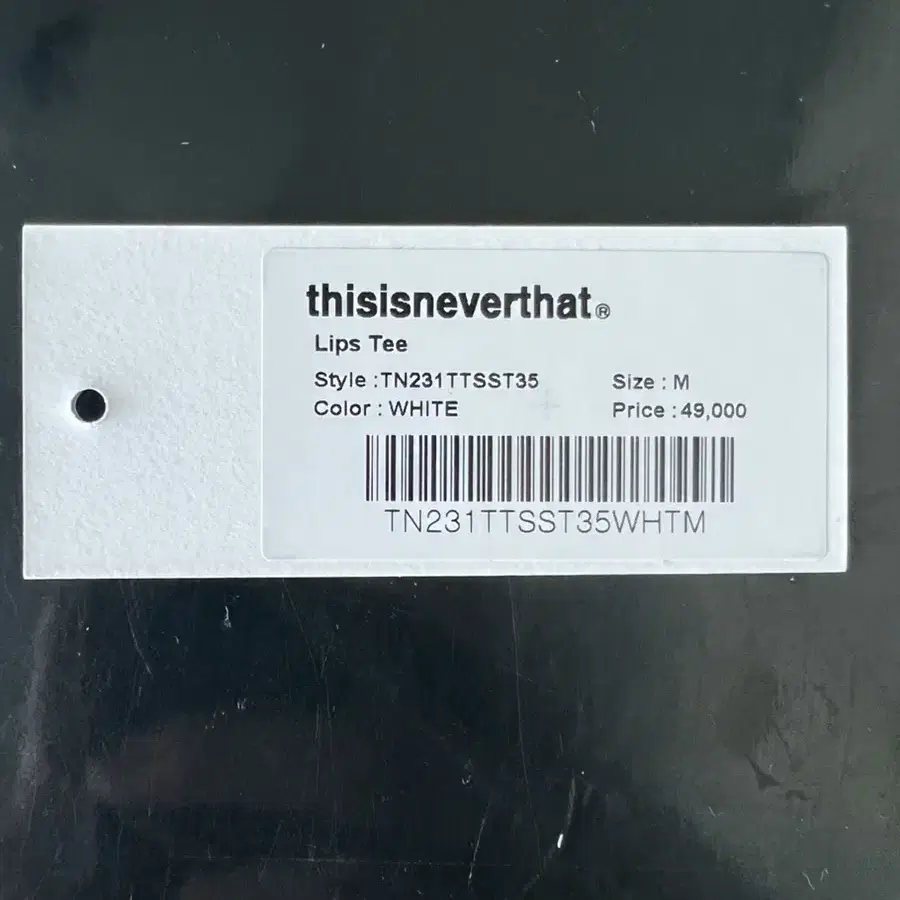 thisisneverthat®
Lips Tee
Style :TN231TTSST35 Size : M
Color : WHITE Price : 49,000
TN231TTSST35WHTM